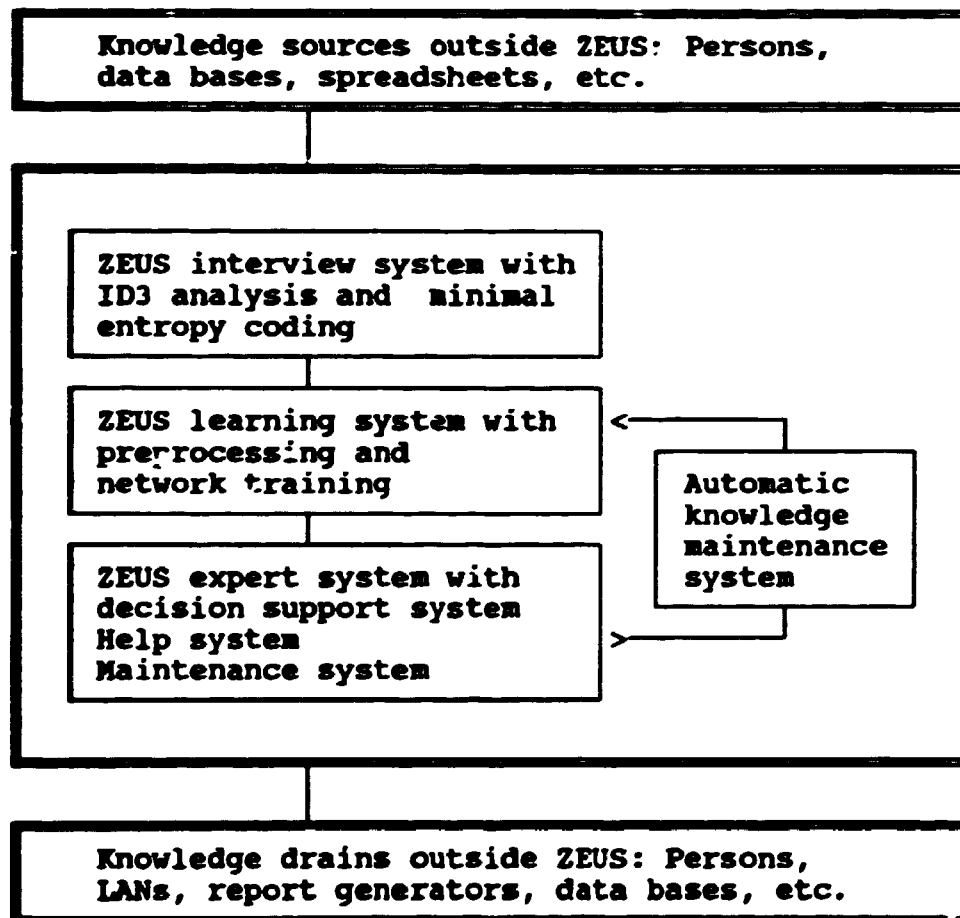 Knowledge sources outside ZEUS: Persons,
data bases, spreadsheets, etc.
ZEUS interview system with
ID3 analysis and minimal
entropy coding
ZEUS learning system with
preprocessing and
network training
Automatic
knowledge
maintenance
system
ZEUS expert system with
decision support system
Help system
Maintenance system
Knowledge drains outside ZEUS: Persons,
LANs, report generators, data bases, etc.